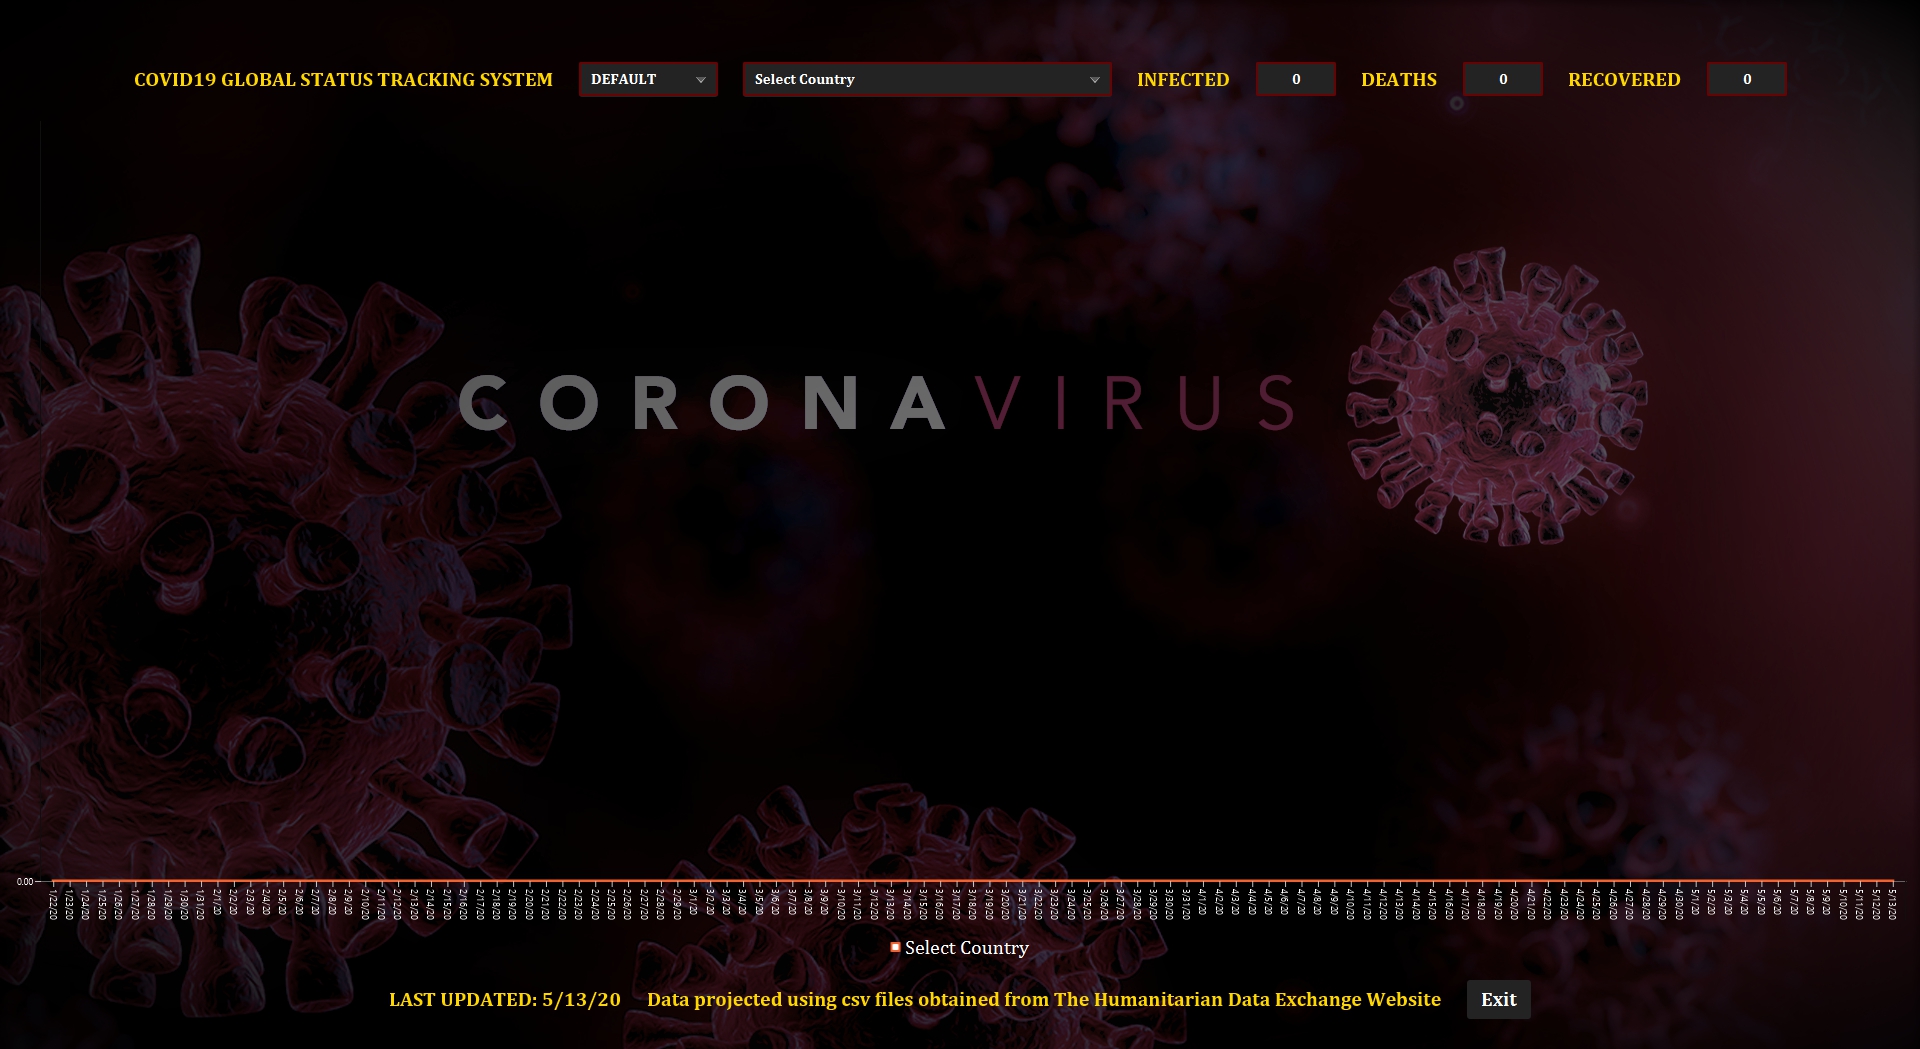 COVID19 GLOBAL STATUS TRACKING SYSTEM DEFAULT Select Country INFECTED 0 DEATHS 0 RECOVERED 0
CORONAVIRUS
0.00
1/22/20 1/23/20 1/24/20 1/25/20 1/26/20 1/27/20 1/28/20 1/29/20 1/30/20 1/31/20 2/1/20 2/2/20 2/3/20 2/4/20 2/5/20 2/6/20 2/7/20 2/8/20 2/9/20 2/10/20 2/11/20 2/12/20 2/13/20 2/14/20 2/15/20 2/16/20 2/17/20 2/18/20 2/19/20 2/20/20 2/21/20 2/22/20 2/23/20 2/24/20 2/25/20 2/26/20 2/27/20 2/28/20 2/29/20 3/1/20 3/2/20 3/3/20 3/4/20 3/5/20 3/6/20 3/7/20 3/8/20 3/9/20 3/10/20 3/11/20 3/12/20 3/13/20 3/14/20 3/15/20 3/16/20 3/17/20 3/18/20 3/19/20 3/20/20 3/21/20 3/22/20 3/23/20 3/24/20 3/25/20 3/26/20 3/27/20 3/28/20 3/29/20 3/30/20 3/31/20 4/1/20 4/2/20 4/3/20 4/4/20 4/5/20 4/6/20 4/7/20 4/8/20 4/9/20 4/10/20 4/11/20 4/12/20 4/13/20 4/14/20 4/15/20 4/16/20 4/17/20 4/18/20 4/19/20 4/20/20 4/21/20 4/22/20 4/23/20 4/24/20 4/25/20 4/26/20 4/27/20 4/28/20 4/29/20 4/30/20 5/1/20 5/2/20 5/3/20 5/4/20 5/5/20 5/6/20 5/7/20 5/8/20 5/9/20 5/10/20 5/11/20 5/12/20 5/13/20
Select Country
LAST UPDATED: 5/13/20 Data projected using csv files obtained from The Humanitarian Data Exchange Website Exit